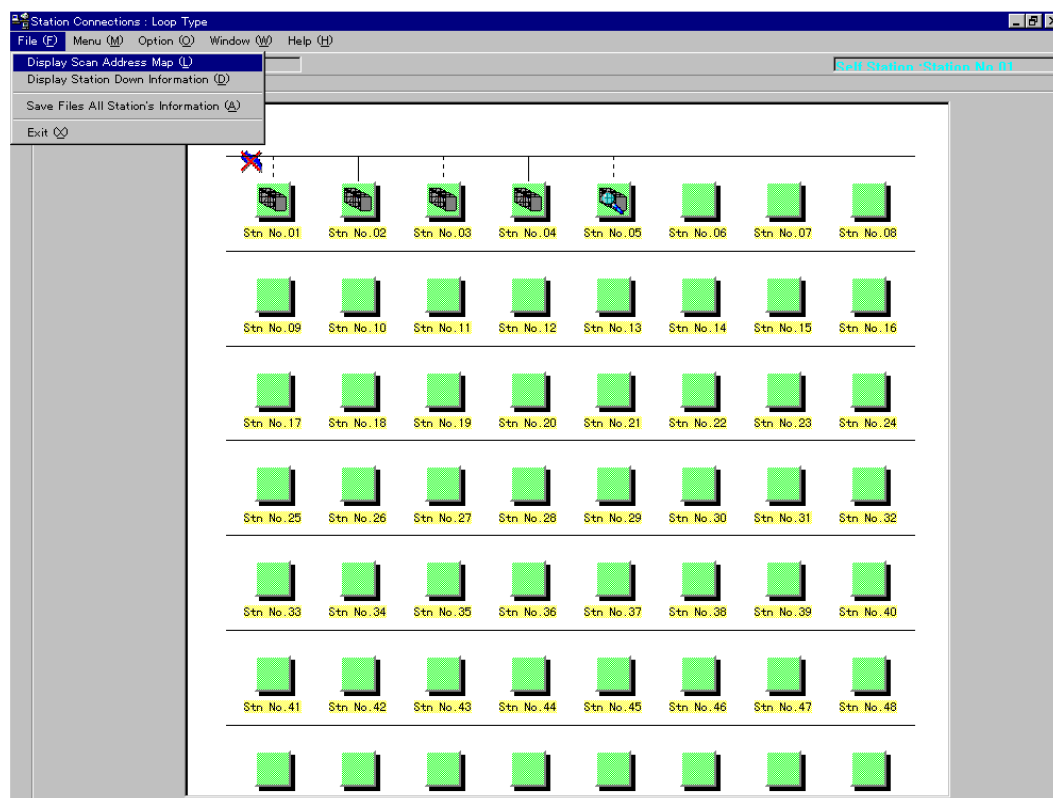 Station Connections : Loop Type
File (F) Menu (M) Option (O) Window (W) Help (H)
Display Scan Address Map (L)
Self Station :Station No.01
Display Station Down Information (D)
Save Files All Station's Information (A)
Exit (X)
Stn No.01 Stn No.02 Stn No.03 Stn No.04 Stn No.05 Stn No.06 Stn No.07 Stn No.08
Stn No.09 Stn No.10 Stn No.11 Stn No.12 Stn No.13 Stn No.14 Stn No.15 Stn No.16
Stn No.17 Stn No.18 Stn No.19 Stn No.20 Stn No.21 Stn No.22 Stn No.23 Stn No.24
Stn No.25 Stn No.26 Stn No.27 Stn No.28 Stn No.29 Stn No.30 Stn No.31 Stn No.32
Stn No.33 Stn No.34 Stn No.35 Stn No.36 Stn No.37 Stn No.38 Stn No.39 Stn No.40
Stn No.41 Stn No.42 Stn No.43 Stn No.44 Stn No.45 Stn No.46 Stn No.47 Stn No.48